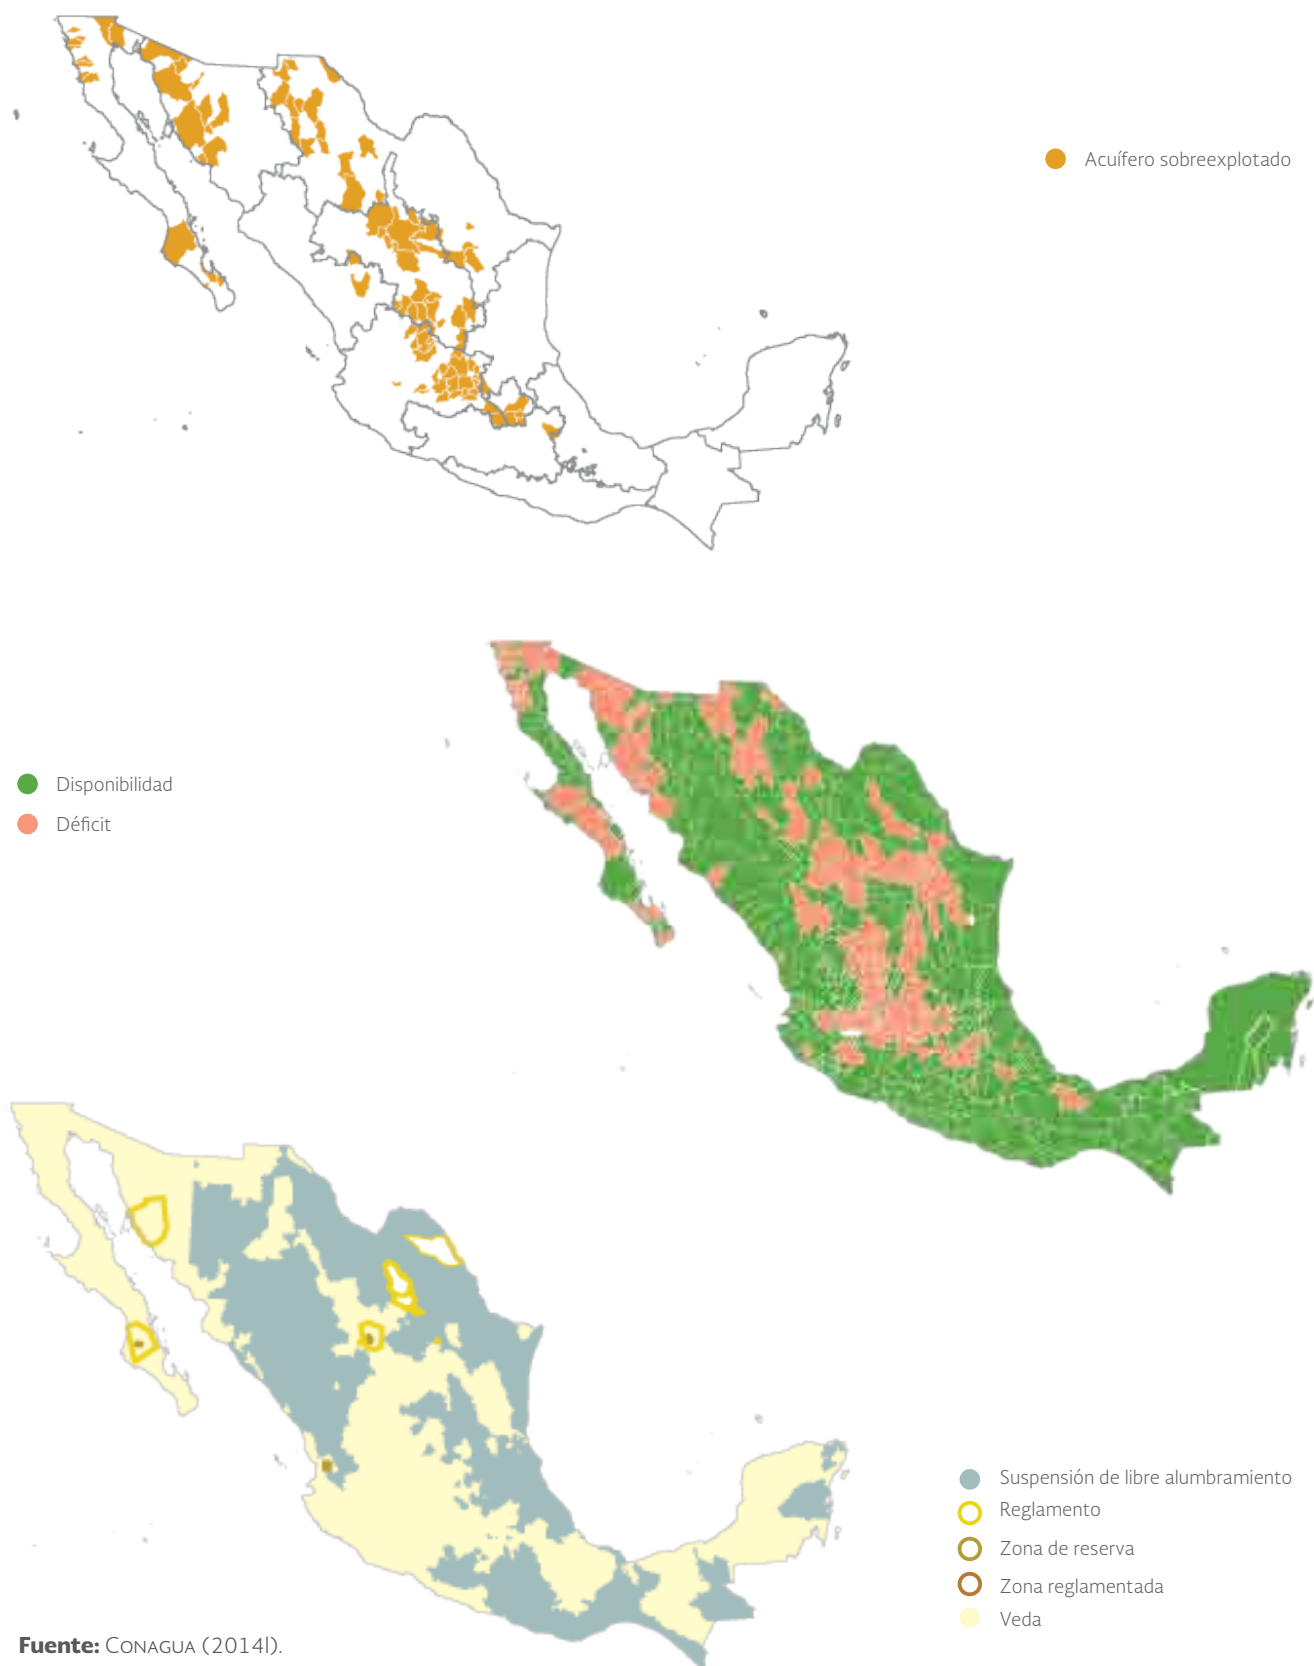 Acuífero sobreexplotado
Disponibilidad
Déficit
Suspensión de libre alumbramiento
Reglamento
Zona de reserva
Zona reglamentada
Veda
Fuente: CONAGUA (2014l).